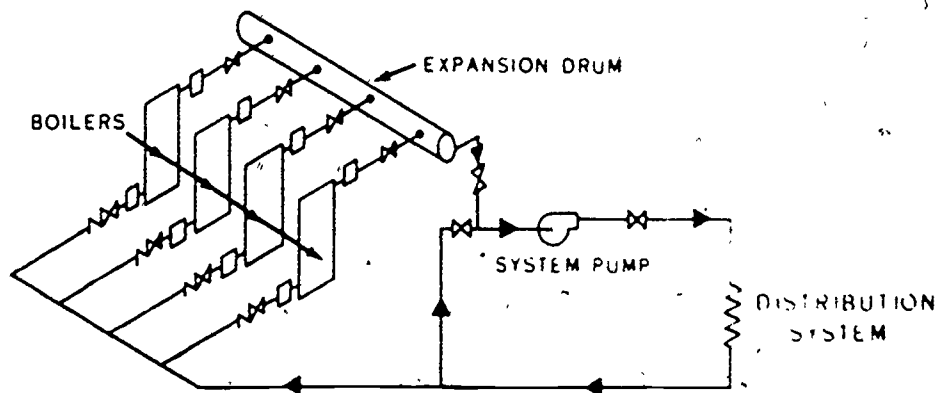 EXPANSION DRUM
BOILERS
SYSTEM PUMP
DISTRIBUTION
SYSTEM